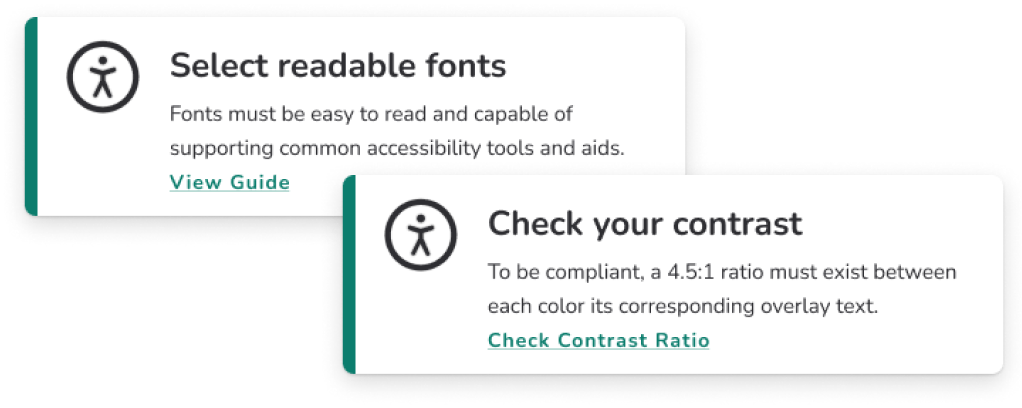 Select readable fonts
Fonts must be easy to read and capable of
supporting common accessibility tools and aids.
View Guide
Check your contrast
To be compliant, a 4.5:1 ratio must exist between
each color its corresponding overlay text.
Check Contrast Ratio